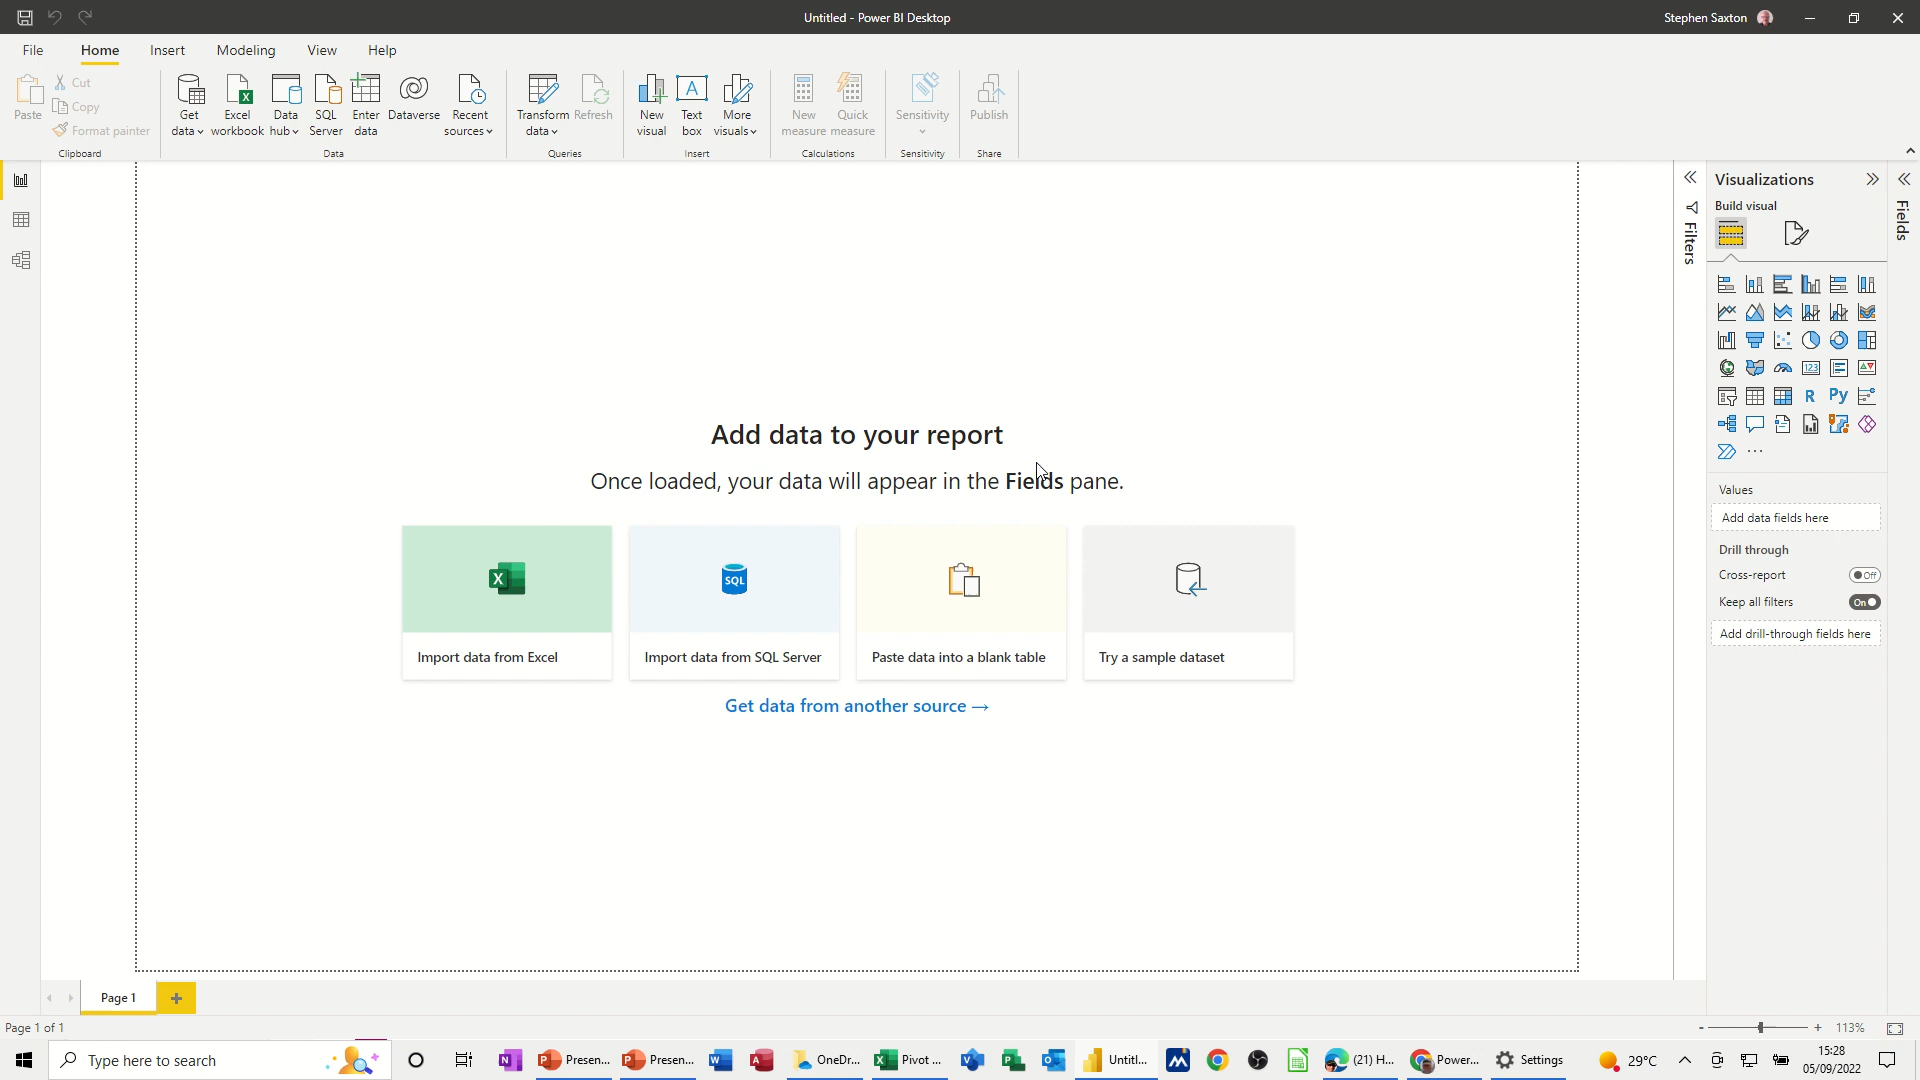 Untitled - Power BI Desktop
Stephen Saxton
File
Home
Insert
Modeling
View
Help
Paste
Cut
Copy
Format painter
Clipboard
Get
data
Excel
workbook
Data
hub
SQL
Server
Enter
data
Dataverse
Recent
sources
Data
Transform
data
Refresh
Queries
New
visual
Text
box
More
visuals
Insert
New
measure
Quick
measure
Calculations
Sensitivity
Sensitivity
Publish
Share
Filters
Visualizations
Build visual
Fields
123
R
Py
Values
Add data fields here
Drill through
Cross-report
Off
Keep all filters
On
Add drill-through fields here
Add data to your report
Once loaded, your data will appear in the Fields pane.
SQL
Import data from Excel
Import data from SQL Server
Paste data into a blank table
Try a sample dataset
Get data from another source →
Page 1
Page 1 of 1
- + 113%
Type here to search
Presen...
Presen...
OneDr...
Pivot ...
Untitl...
(21) H...
Power...
Settings
29°C
15:28
05/09/2022